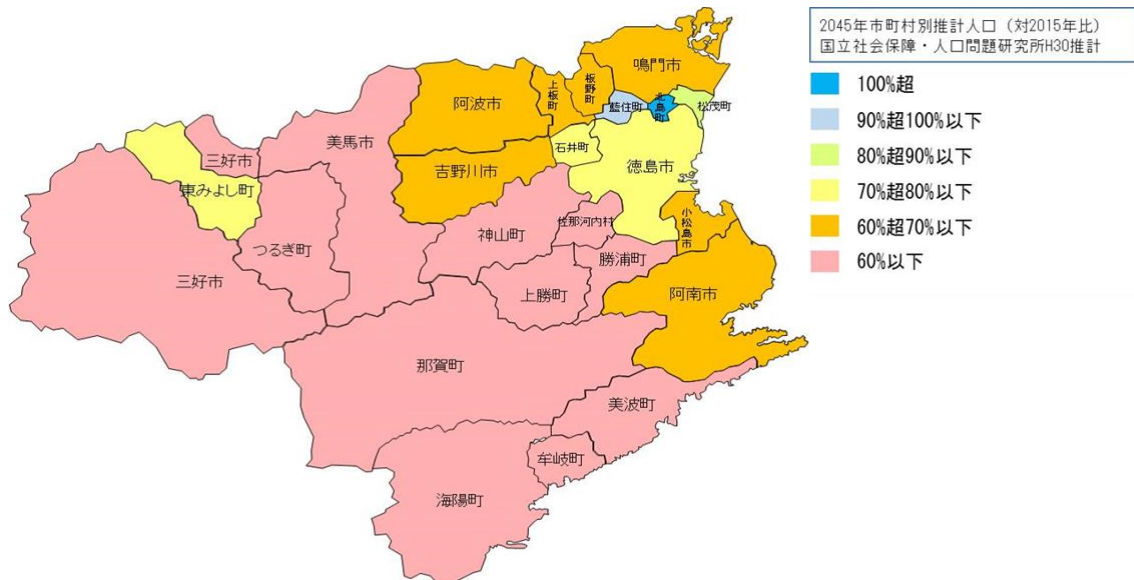 2045年市町村別推計人口（対2015年比）
国立社会保障・人口問題研究所H30推計
100%超
90%超100%以下
80%超90%以下
70%超80%以下
60%超70%以下
60%以下
鳴門市
板野町
上板町
阿波市
藍住町
北島町
松茂町
美馬市
石井町
三好市
徳島市
吉野川市
東みよし町
佐那河内村
小松島市
神山町
つるぎ町
勝浦町
三好市
上勝町
阿南市
那賀町
美波町
牟岐町
海陽町